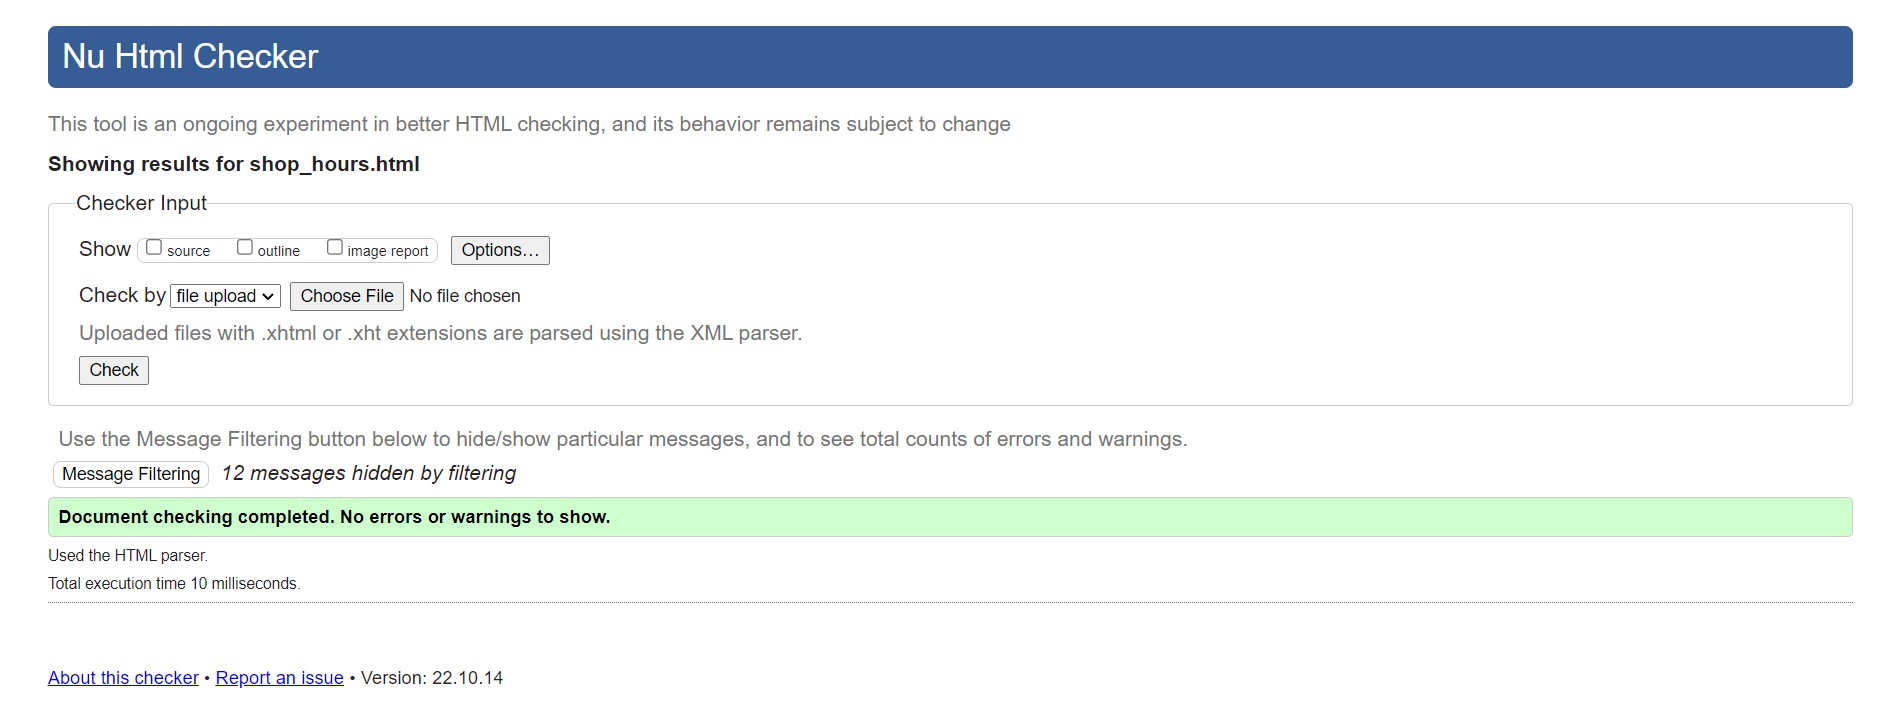 Nu Html Checker
This tool is an ongoing experiment in better HTML checking, and its behavior remains subject to change
Showing results for shop_hours.html
Checker Input
Show source outline image report Options…
Check by file upload Choose File No file chosen
Uploaded files with .xhtml or .xht extensions are parsed using the XML parser.
Check
Use the Message Filtering button below to hide/show particular messages, and to see total counts of errors and warnings.
Message Filtering 12 messages hidden by filtering
Document checking completed. No errors or warnings to show.
Used the HTML parser.
Total execution time 10 milliseconds.
About this checker • Report an issue • Version: 22.10.14